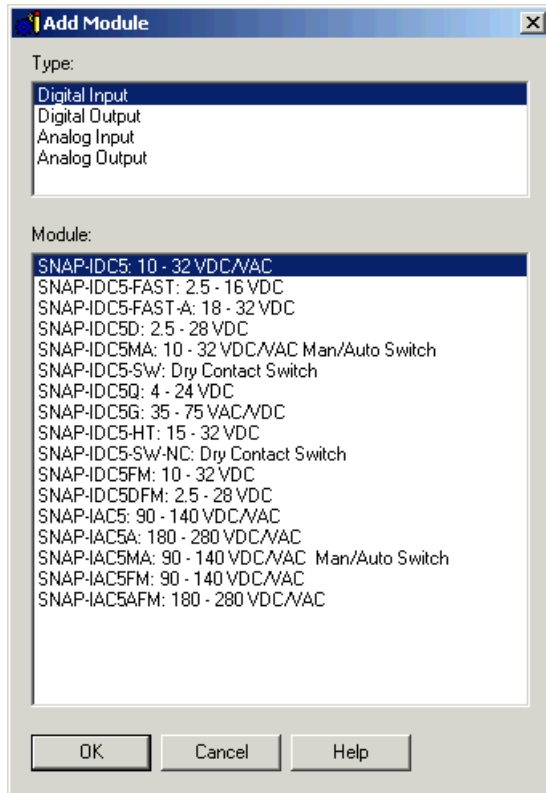 Add Module
Type:
Digital Input
Digital Output
Analog Input
Analog Output
Module:
SNAP-IDC5: 10 - 32 VDC/VAC
SNAP-IDC5-FAST: 2.5 - 16 VDC
SNAP-IDC5-FAST-A: 18 - 32 VDC
SNAP-IDC5D: 2.5 - 28 VDC
SNAP-IDC5MA: 10 - 32 VDC/VAC Man/Auto Switch
SNAP-IDC5-SW: Dry Contact Switch
SNAP-IDC5Q: 4 - 24 VDC
SNAP-IDC5G: 35 - 75 VAC/VDC
SNAP-IDC5-HT: 15 - 32 VDC
SNAP-IDC5-SW-NC: Dry Contact Switch
SNAP-IDC5FM: 10 - 32 VDC
SNAP-IDC5DFM: 2.5 - 28 VDC
SNAP-IAC5: 90 - 140 VDC/VAC
SNAP-IAC5A: 180 - 280 VDC/VAC
SNAP-IAC5MA: 90 - 140 VDC/VAC  Man/Auto Switch
SNAP-IAC5FM: 90 - 140 VDC/VAC
SNAP-IAC5AFM: 180 - 280 VDC/VAC
OK Cancel Help